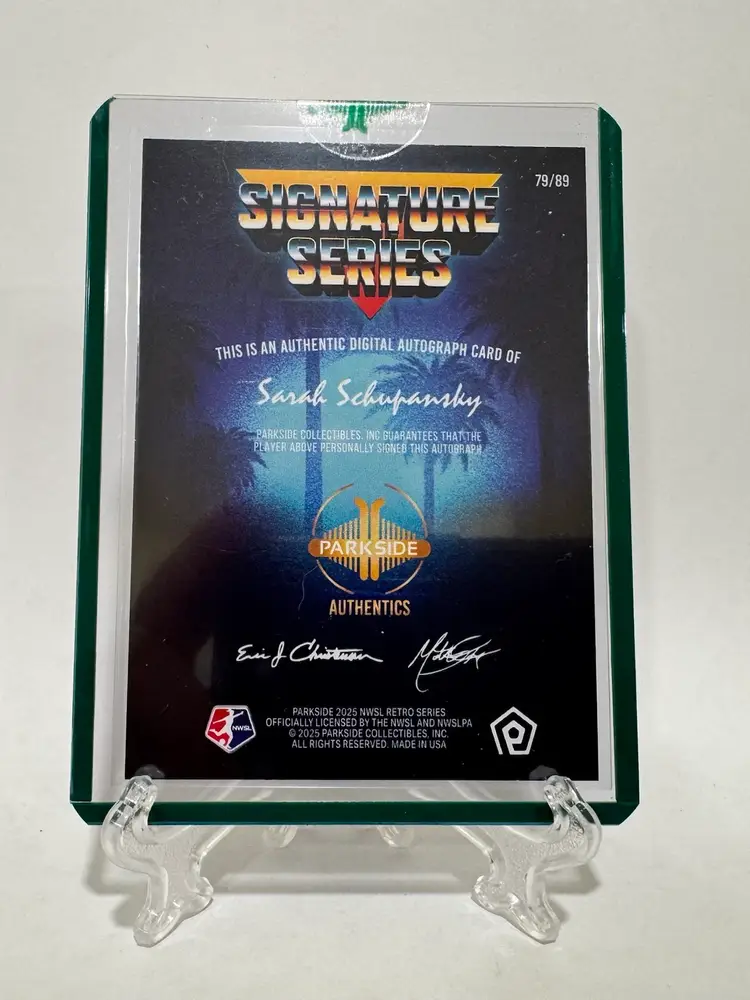 79/89
SIGNATURE
SERIES
THIS IS AN AUTHENTIC DIGITAL AUTOGRAPH CARD OF
Sarah Schupansky
PARKSIDE COLLECTIBLES, INC GUARANTEES THAT THE
PLAYER ABOVE PERSONALLY SIGNED THIS AUTOGRAPH
PARKSIDE
AUTHENTICS
Eric J Christensen
NWSL
PARKSIDE 2025 NWSL RETRO SERIES
OFFICIALLY LICENSED BY THE NWSL AND NWSLPA
© 2025 PARKSIDE COLLECTIBLES, INC.
ALL RIGHTS RESERVED. MADE IN USA